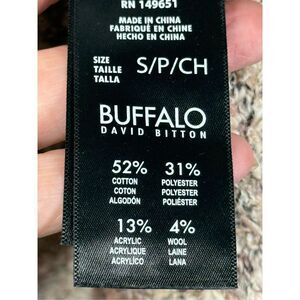 RN 149651
MADE IN CHINA
FABRIQUÉ EN CHINE
HECHO EN CHINA
SIZE
TAILLE
TALLA
S/P/CH
BUFFALO
DAVID BITTON
52% 31%
COTTON POLYESTER
COTON POLYESTER
ALGODÓN POLIÉSTER
13% 4%
ACRYLIC WOOL
ACRYLIQUE LAINE
ACRÍLICO LANA